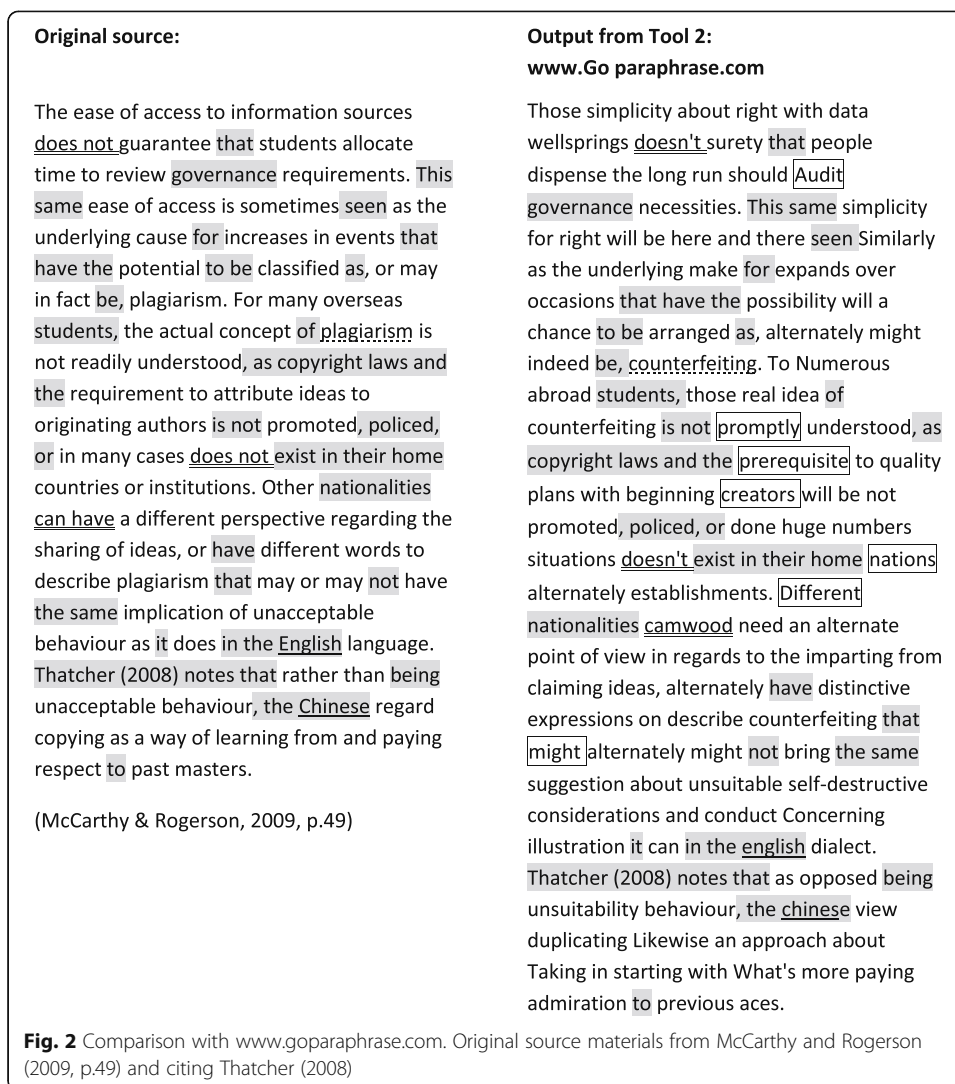 Original source:
The ease of access to information sources
does not guarantee that students allocate
time to review governance requirements. This
same ease of access is sometimes seen as the
underlying cause for increases in events that
have the potential to be classified as, or may
in fact be, plagiarism. For many overseas
students, the actual concept of plagiarism is
not readily understood, as copyright laws and
the requirement to attribute ideas to
originating authors is not promoted, policed,
or in many cases does not exist in their home
countries or institutions. Other nationalities
can have a different perspective regarding the
sharing of ideas, or have different words to
describe plagiarism that may or may not have
the same implication of unacceptable
behaviour as it does in the English language.
Thatcher (2008) notes that rather than being
unacceptable behaviour, the Chinese regard
copying as a way of learning from and paying
respect to past masters.
(McCarthy & Rogerson, 2009, p.49)
Output from Tool 2:
www.Go paraphrase.com
Those simplicity about right with data
wellsprings doesn't surety that people
dispense the long run should Audit
governance necessities. This same simplicity
for right will be here and there seen Similarly
as the underlying make for expands over
occasions that have the possibility will a
chance to be arranged as, alternately might
indeed be, counterfeiting. To Numerous
abroad students, those real idea of
counterfeiting is not promptly understood, as
copyright laws and the prerequisite to quality
plans with beginning creators will be not
promoted, policed, or done huge numbers
situations doesn't exist in their home nations
alternately establishments. Different
nationalities camwood need an alternate
point of view in regards to the imparting from
claiming ideas, alternately have distinctive
expressions on describe counterfeiting that
might alternately might not bring the same
suggestion about unsuitable self-destructive
considerations and conduct Concerning
illustration it can in the english dialect.
Thatcher (2008) notes that as opposed being
unsuitability behaviour, the chinese view
duplicating Likewise an approach about
Taking in starting with What's more paying
admiration to previous aces.
Fig. 2 Comparison with www.goparaphrase.com. Original source materials from McCarthy and Rogerson
(2009, p.49) and citing Thatcher (2008)